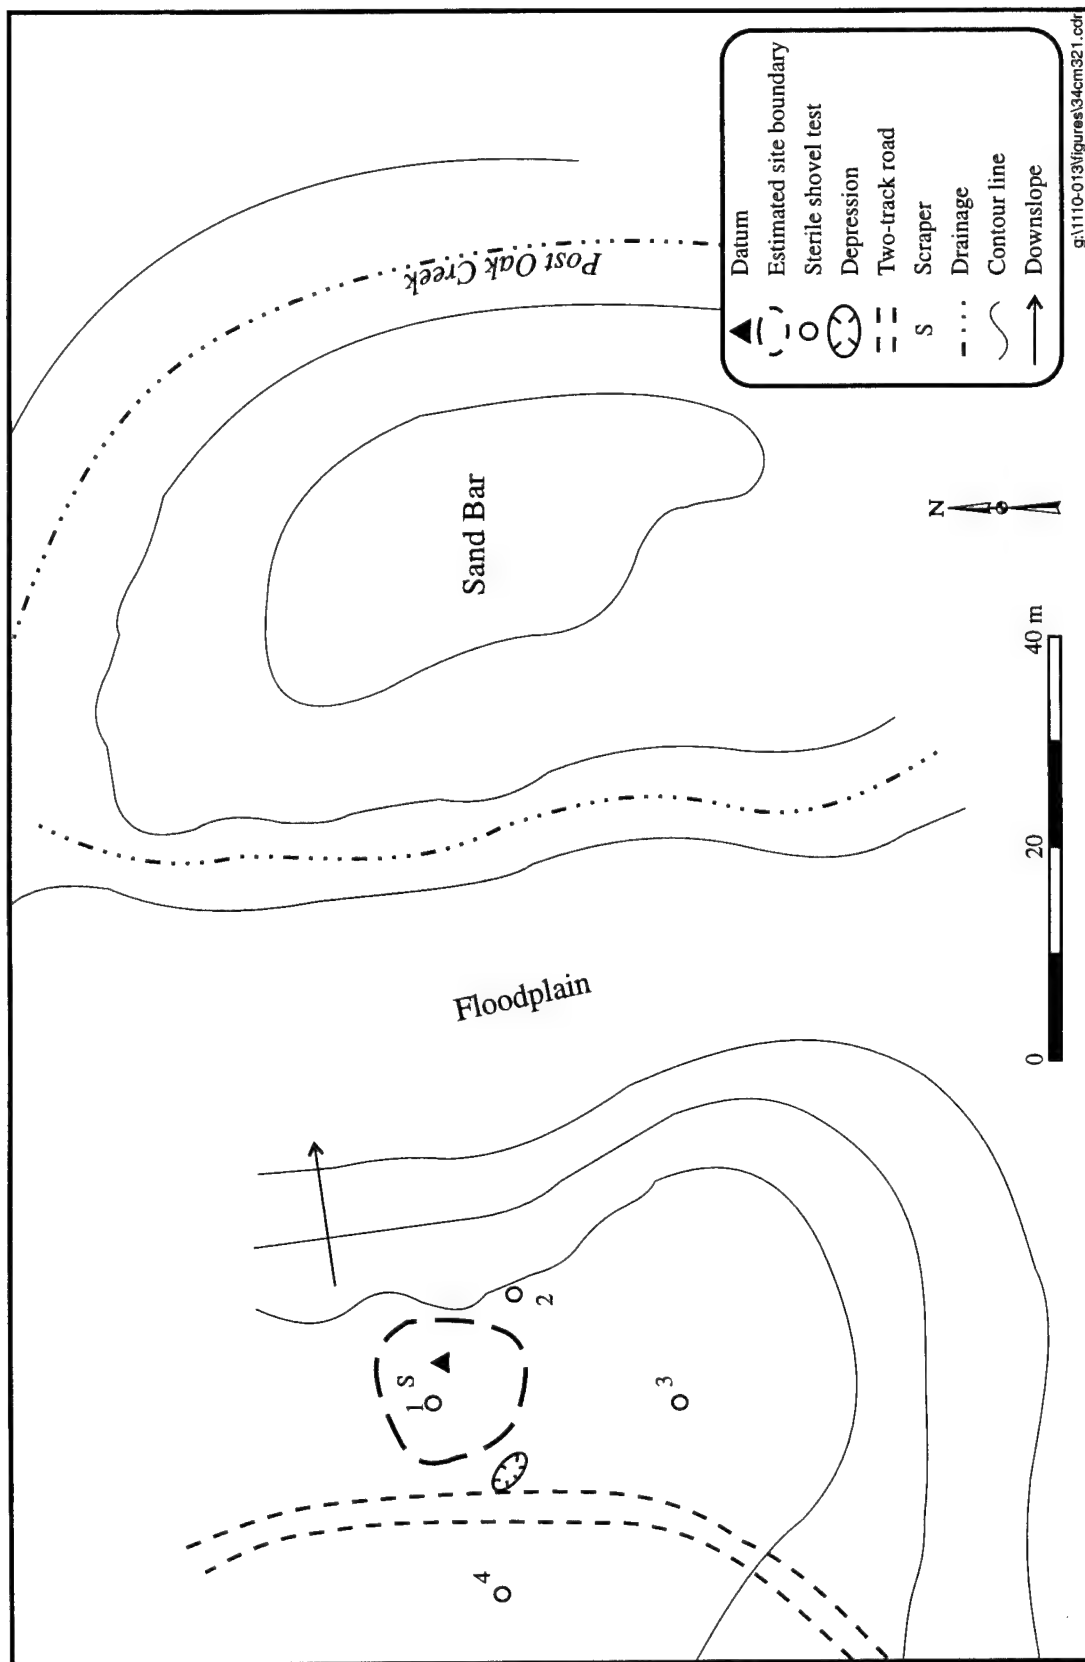 Post Oak Creek
Sand Bar
Floodplain
1
S
2
3
4
N
0
20
40 m
Datum
Estimated site boundary
Sterile shovel test
Depression
Two-track road
S Scraper
Drainage
Contour line
Downslope
g:\1110-013\figures\34cm321.cdr